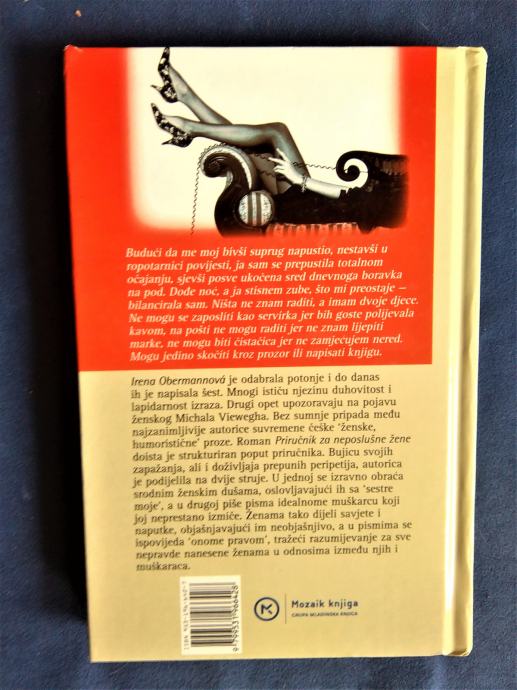 Budući da me moj bivši suprug napustio, nestavši u
ropotarnici povijesti, ja sam se prepustila totalnom
očajanju, sjevši posve ukočena sred dnevnoga boravka
na pod. Dođe noć, a ja stisnem zube, što mi preostaje –
bilancirala sam. Ništa ne znam raditi, a imam dvoje djece.
Ne mogu se zaposliti kao servirka jer bih goste polijevala
kavom, na pošti ne mogu raditi jer ne znam lijepiti
marke, ne mogu biti čistačica jer ne zamjećujem nered.
Mogu jedino skočiti kroz prozor ili napisati knjigu.
Irena Obermannová je odabrala potonje i do danas
ih je napisala šest. Mnogi ističu njezinu duhovitost i
lapidarnost izraza. Drugi opet upozoravaju na pojavu
ženskog Michala Viewegha. Bez sumnje pripada među
najzanimljivije autorice suvremene češke ‘ženske,
humoristične’ proze. Roman Priručnik za neposlušne žene
doista je strukturiran poput priručnika. Bujicu svojih
zapažanja, ali i doživljaja prepunih peripetija, autorica
je podijelila na dvije struje. U jednoj se izravno obraća
srodnim ženskim dušama, oslovljavajući ih sa ‘sestre
moje’, a u drugoj piše pisma idealnome muškarcu koji
joj neprestano izmiče. Ženama tako dijeli savjete i
naputke, objašnjavajući im neobjašnjivo, a u pismima se
ispovijeda ‘onome pravom’, tražeći razumijevanje za sve
nepravde nanesene ženama u odnosima između njih i
muškaraca.
Mozaik knjiga
GRUPA MLADINSKA KNJIGA